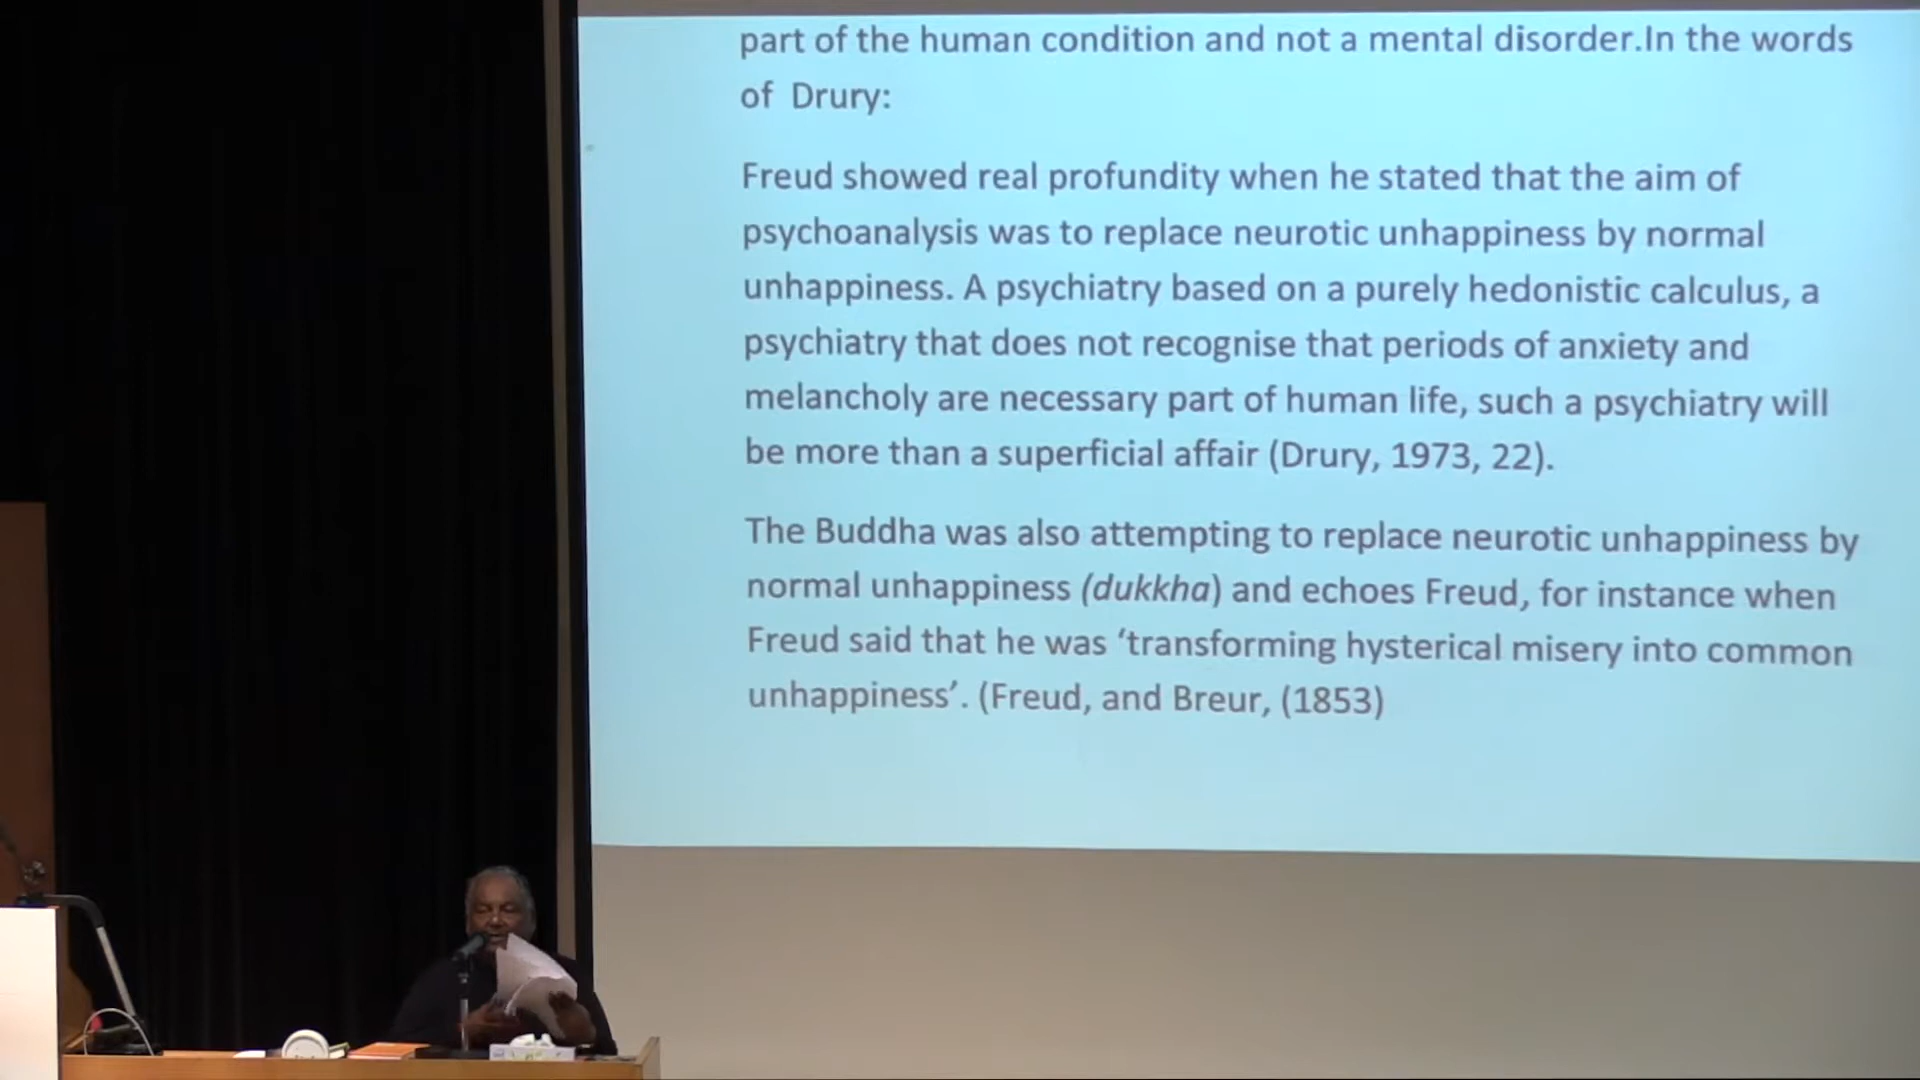 part of the human condition and not a mental disorder.In the words
of Drury:
Freud showed real profundity when he stated that the aim of
psychoanalysis was to replace neurotic unhappiness by normal
unhappiness. A psychiatry based on a purely hedonistic calculus, a
psychiatry that does not recognise that periods of anxiety and
melancholy are necessary part of human life, such a psychiatry will
be more than a superficial affair (Drury, 1973, 22).
The Buddha was also attempting to replace neurotic unhappiness by
normal unhappiness (dukkha) and echoes Freud, for instance when
Freud said that he was ‘transforming hysterical misery into common
unhappiness’. (Freud, and Breur, (1853)